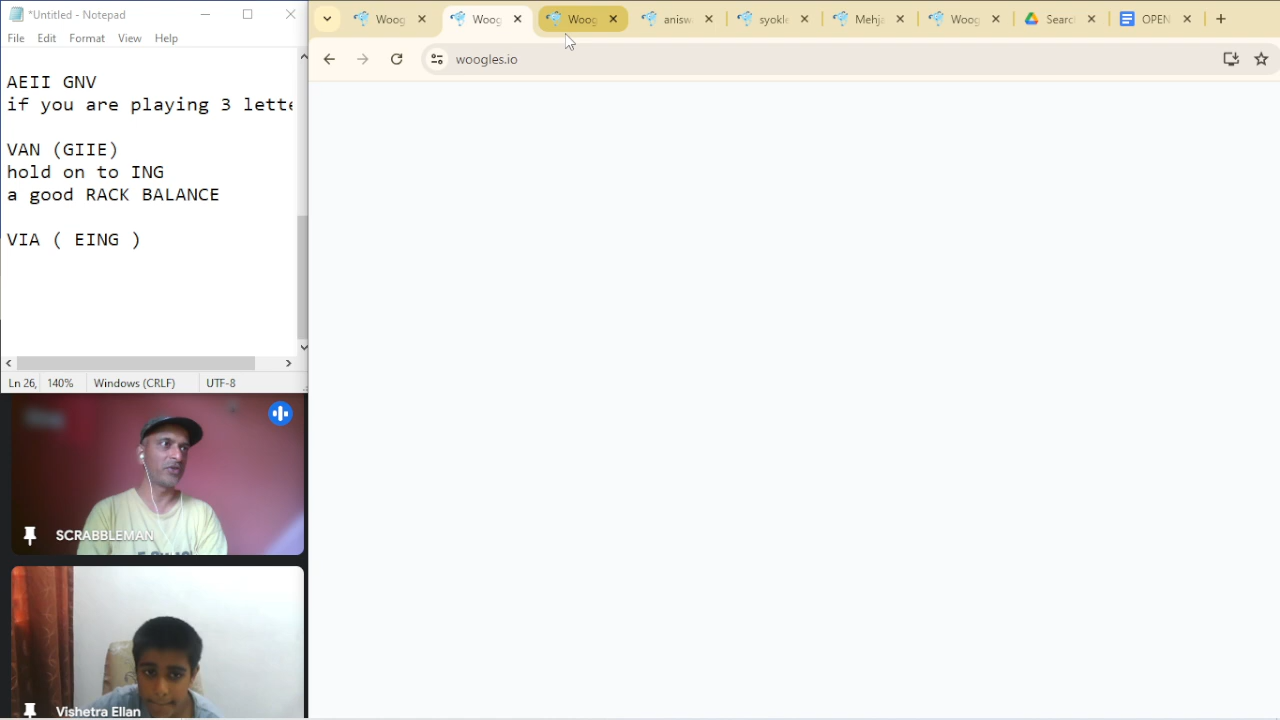 *Untitled - Notepad
File Edit Format View Help
AEII GNV
if you are playing 3 lette
VAN (GIIE)
hold on to ING
a good RACK BALANCE
VIA ( EING )
Ln 26, 140% Windows (CRLF) UTF-8
SCRABBLEMAN
Vishetra Ellan
Woog Woog Woog anisw syokle Mehja Woog Searc OPEN
woogles.io